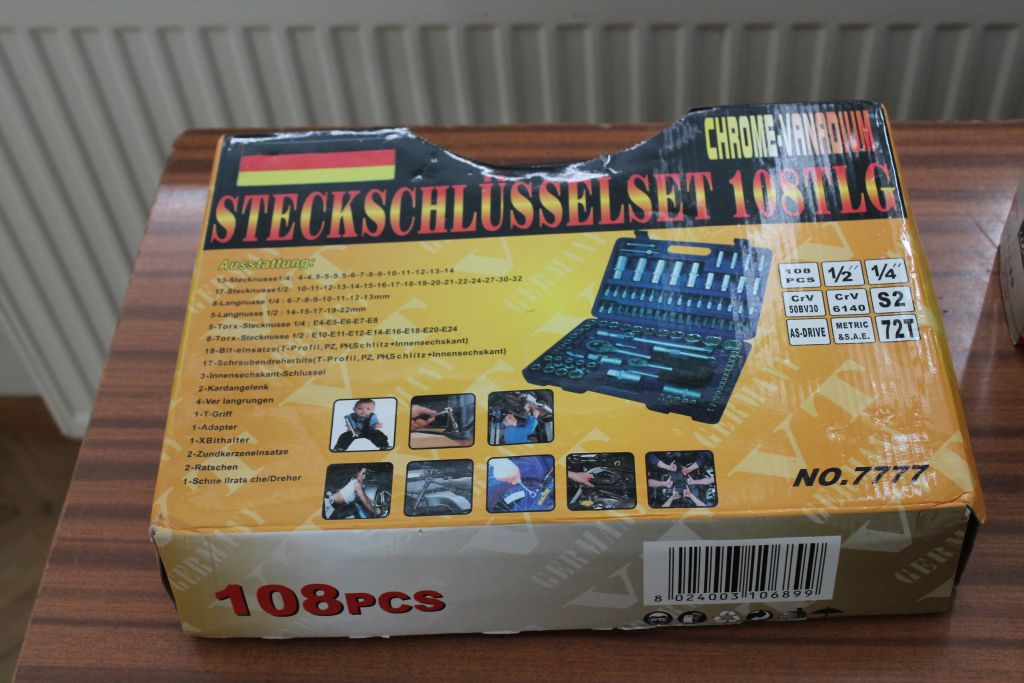 CHROME-VANADIUM
STECKSCHLÜSSELSET 108TLG
Ausstattung:
13-Stecknusse1/4: 4-4.5-5-5.5-6-7-8-9-10-11-12-13-14
17-Stecknusse1/2: 10-11-12-13-14-15-16-17-18-19-20-21-22-24-27-30-32
8-Langnusse 1/4 : 6-7-8-9-10-11-12-13mm
5-Langnusse 1/2 : 14-15-17-19-22mm
5-Torx-Stecknusse 1/4 : E4-E5-E6-E7-E8
8-Torx-Stecknusse 1/2 : E10-E11-E12-E14-E16-E18-E20-E24
18-Bit-einsatze(T-Profil,PZ, PH,Schlitz+Innensechskant)
17-Schraubendreherbits(T-Profil,PZ, PH,Schlitz+Innensechskant)
3-Innensechskant-Schlussel
2-Kardangelenk
4-Ver langrungen
1-T-Griff
1-Adapter
1-XBithalter
2-Zundkerzeneinsatze
2-Ratschen
1-Schne llrats che/Dreher
108 PCS 1/2" 1/4"
CrV 50BV30 CrV 6140 S2
AS-DRIVE METRIC &S.A.E. 72T
NO.7777
VT GERMANY
108PCS
8 024003 106899